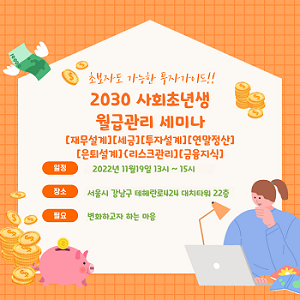 초보자도 가능한 투자가이드!!
2030 사회초년생
월급관리 세미나
[재무설계][세금][투자설계][연말정산]
[은퇴설계][리스크관리][금융지식]
일정 2022년 11월19일 13시 ~ 15시
장소 서울시 강남구 테헤란로424 대치타워 22층
필요 변화하고자 하는 마음